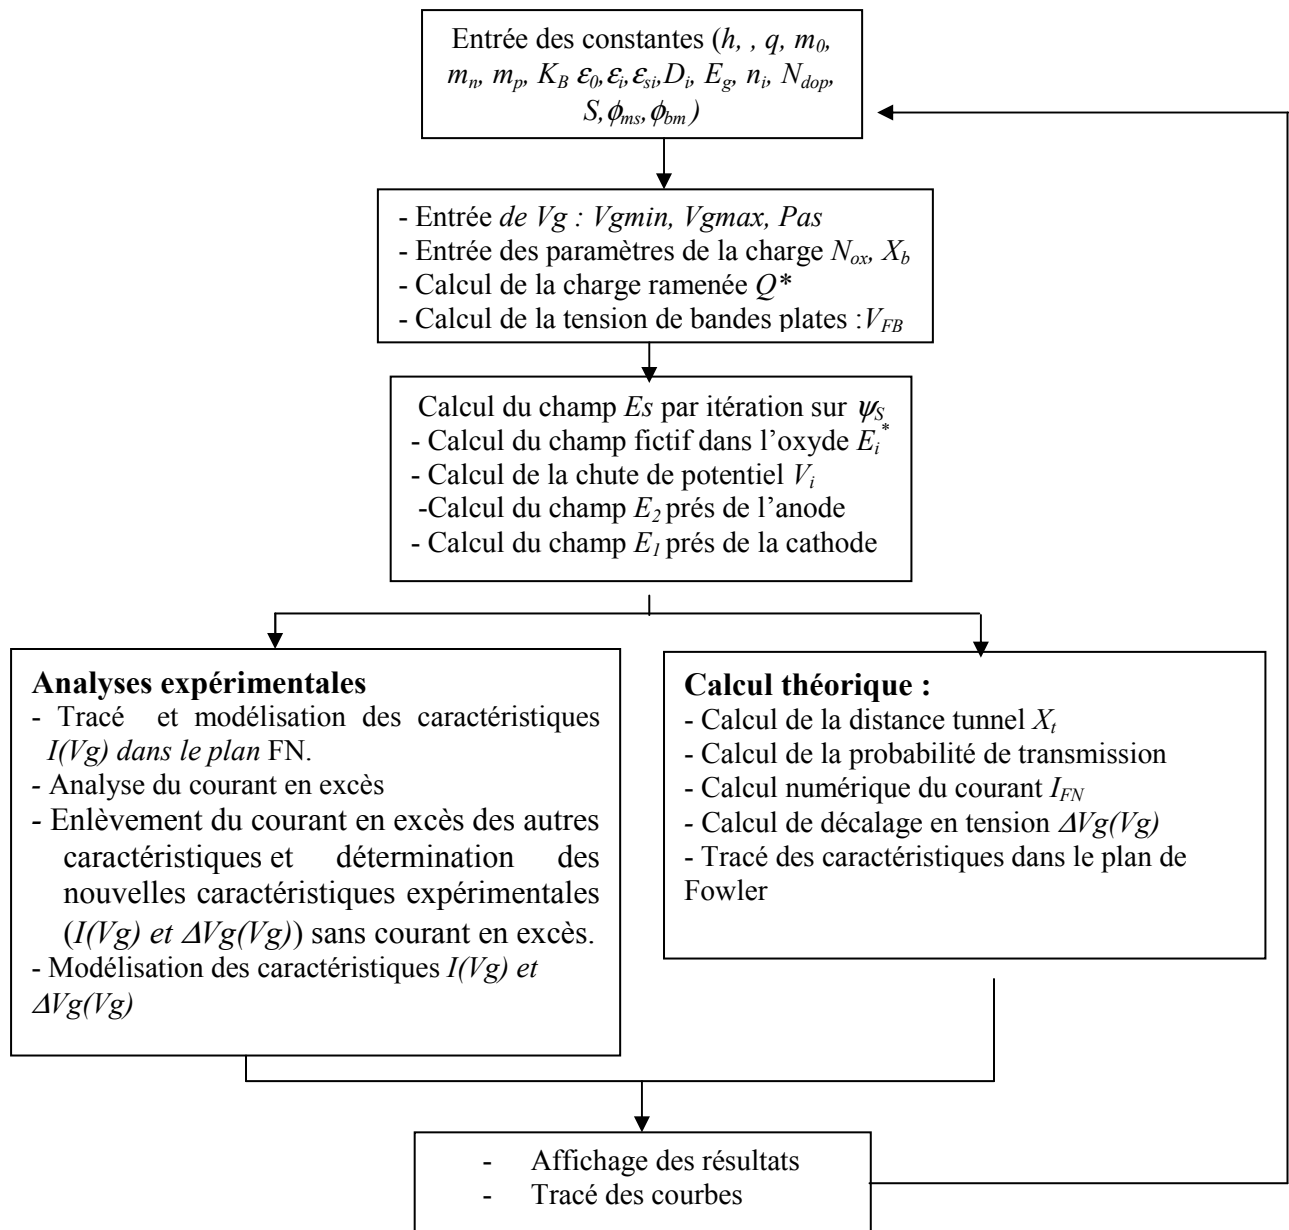 Entrée des constantes (h, , q, m0,
mn, mp, KB ε0,εi,εsi,Di, Eg, ni, Ndop,
S,ϕms,ϕbm )
- Entrée de Vg : Vgmin, Vgmax, Pas
- Entrée des paramètres de la charge Nox, Xb
- Calcul de la charge ramenée Q*
- Calcul de la tension de bandes plates :VFB
Calcul du champ Es par itération sur ψS
- Calcul du champ fictif dans l’oxyde Ei*
- Calcul de la chute de potentiel Vi
-Calcul du champ E2 prés de l’anode
- Calcul du champ E1 prés de la cathode
Analyses expérimentales
- Tracé et modélisation des caractéristiques
I(Vg) dans le plan FN.
- Analyse du courant en excès
- Enlèvement du courant en excès des autres
caractéristiques et détermination des
nouvelles caractéristiques expérimentales
(I(Vg) et ΔVg(Vg)) sans courant en excès.
- Modélisation des caractéristiques I(Vg) et
ΔVg(Vg)
Calcul théorique :
- Calcul de la distance tunnel Xt
- Calcul de la probabilité de transmission
- Calcul numérique du courant IFN
- Calcul de décalage en tension ΔVg(Vg)
- Tracé des caractéristiques dans le plan de
Fowler
- Affichage des résultats
- Tracé des courbes